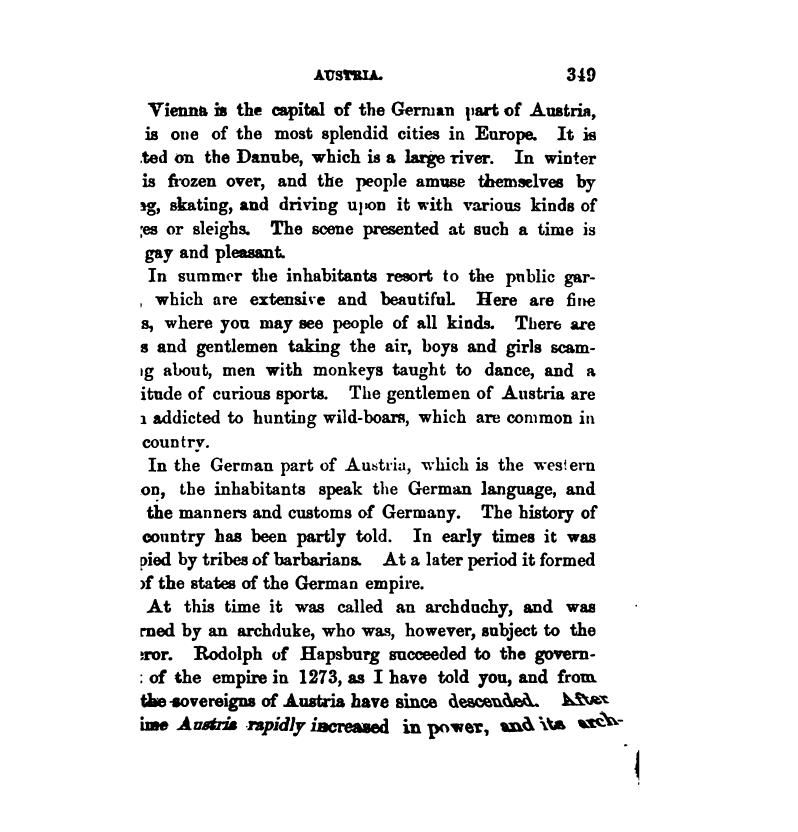 AUSTRIA. 349
Vienna is the capital of the German part of Austria,
is one of the most splendid cities in Europe. It is
ted on the Danube, which is a large river. In winter
is frozen over, and the people amuse themselves by
g, skating, and driving upon it with various kinds of
es or sleighs. The scene presented at such a time is
gay and pleasant.
In summer the inhabitants resort to the public gar-
, which are extensive and beautiful. Here are fine
s, where you may see people of all kinds. There are
s and gentlemen taking the air, boys and girls scam-
g about, men with monkeys taught to dance, and a
itude of curious sports. The gentlemen of Austria are
addicted to hunting wild-boars, which are common in
country.
In the German part of Austria, which is the western
on, the inhabitants speak the German language, and
the manners and customs of Germany. The history of
country has been partly told. In early times it was
pied by tribes of barbarians. At a later period it formed
of the states of the German empire.
At this time it was called an archduchy, and was
rned by an archduke, who was, however, subject to the
ror. Rodolph of Hapsburg succeeded to the govern-
: of the empire in 1273, as I have told you, and from
the sovereigns of Austria have since descended. After
ime Austria rapidly increased in power, and its arch-